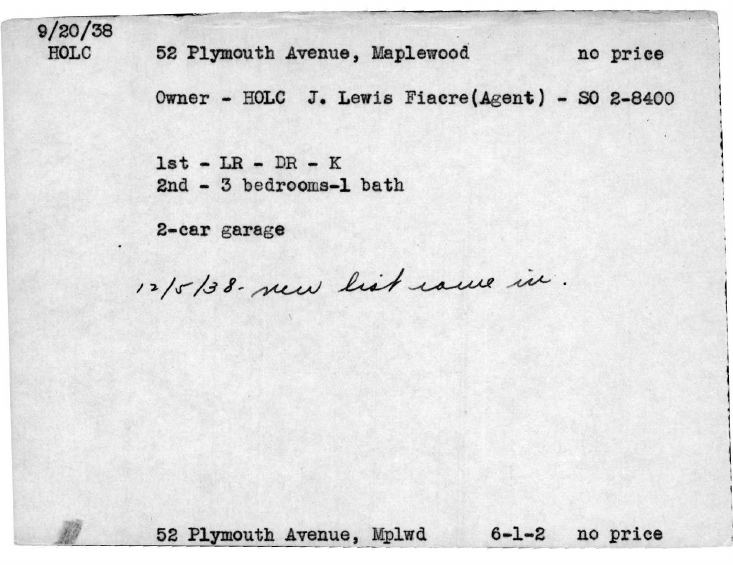 9/20/38
HOLC 52 Plymouth Avenue, Maplewood no price
Owner - HOLC J. Lewis Fiacre(Agent) - SO 2-8400
1st - LR - DR - K
2nd - 3 bedrooms-1 bath
2-car garage
12/5/38- new list came in.
52 Plymouth Avenue, Mplwd 6-1-2 no price